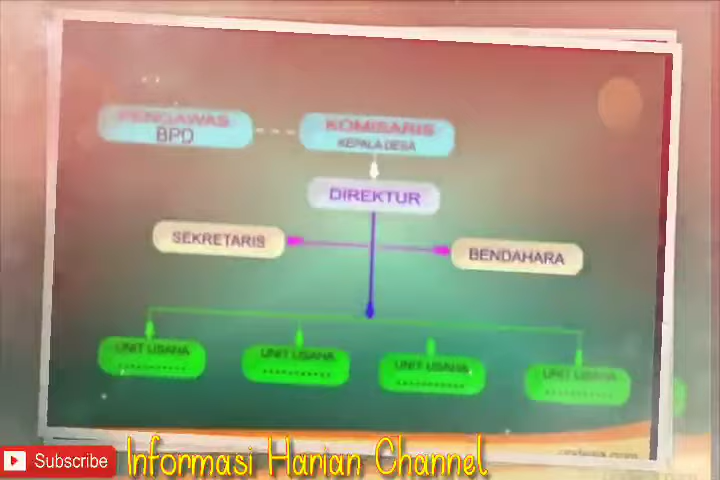 PENGAWAS
BPD
KOMISARIS
KEPALA DESA
DIREKTUR
SEKRETARIS
BENDAHARA
UNIT USAHA
............
UNIT USAHA
............
UNIT USAHA
............
UNIT USAHA
............
Subscribe
Informasi Harian Channel